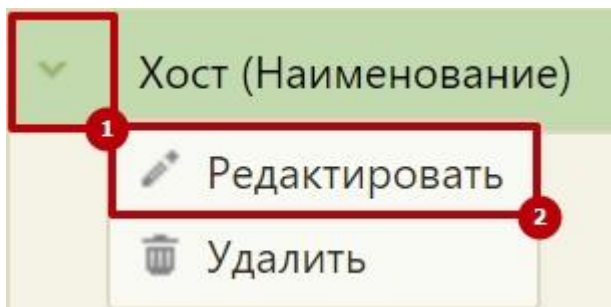 Хост (Наименование)
1
Редактировать
2
Удалить